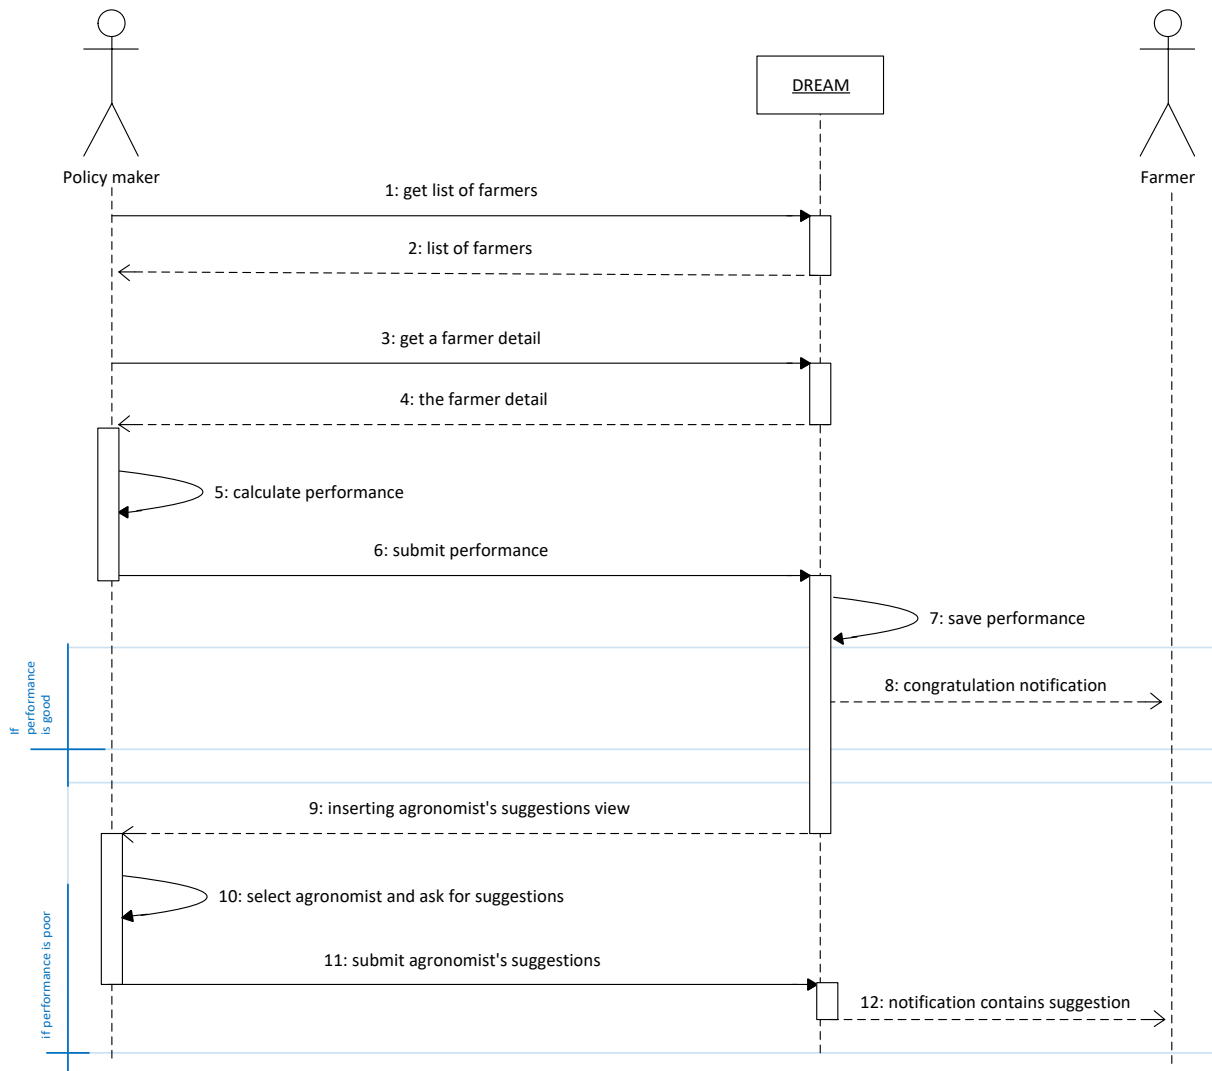 DREAM
Policy maker
Farmer
1: get list of farmers
2: list of farmers
3: get a farmer detail
4: the farmer detail
5: calculate performance
6: submit performance
7: save performance
If
performance
is good
8: congratulation notification
9: inserting agronomist's suggestions view
10: select agronomist and ask for suggestions
if performance is poor
11: submit agronomist's suggestions
12: notification contains suggestion